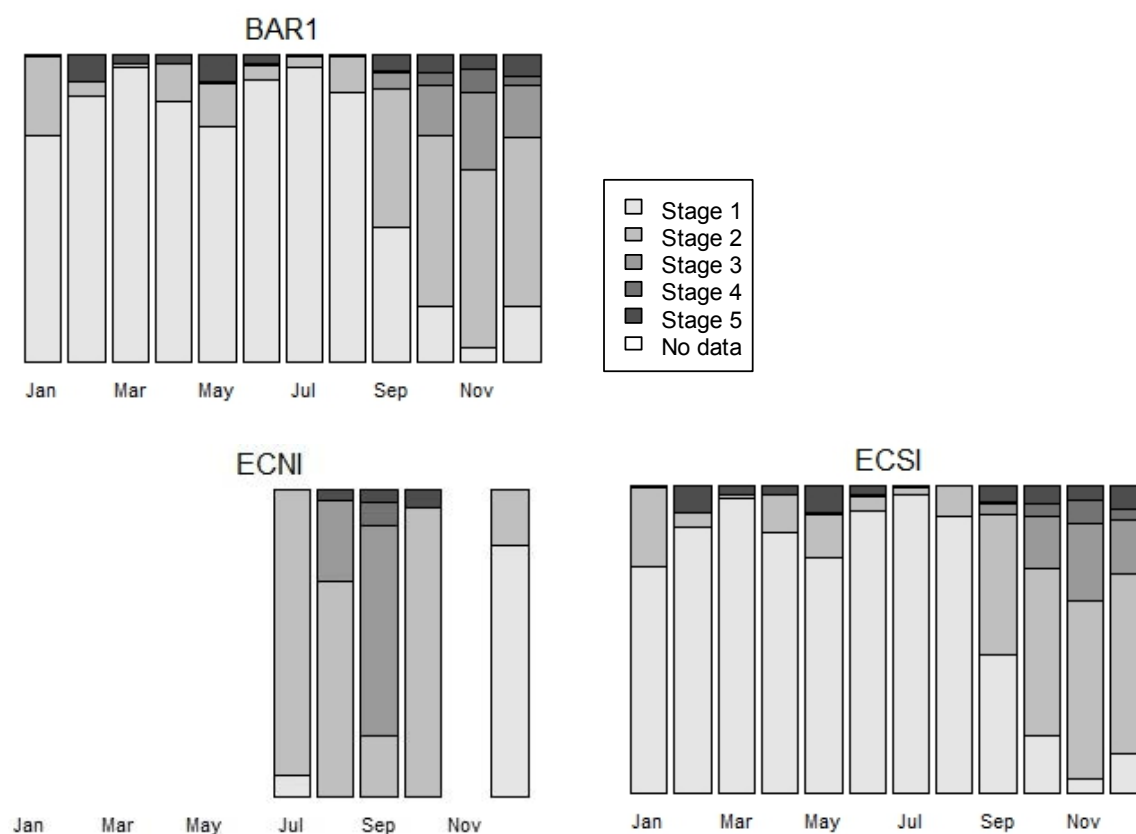 BAR1
Jan Mar May Jul Sep Nov
Stage 1
Stage 2
Stage 3
Stage 4
Stage 5
No data
ECNI
Jan Mar May Jul Sep Nov
ECSI
Jan Mar May Jul Sep Nov